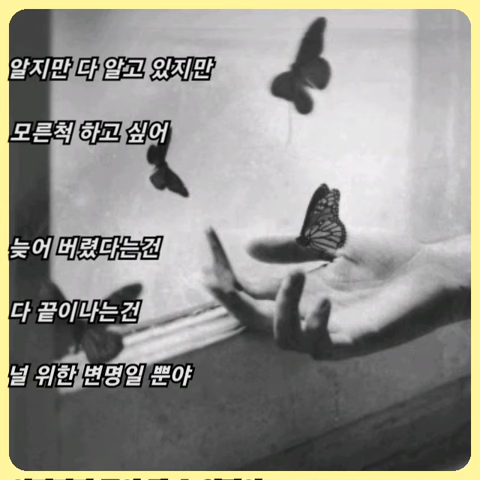 알지만 다 알고 있지만
모른척 하고 싶어
늦어 버렸다는건
다 끝이나는건
널 위한 변명일 뿐야